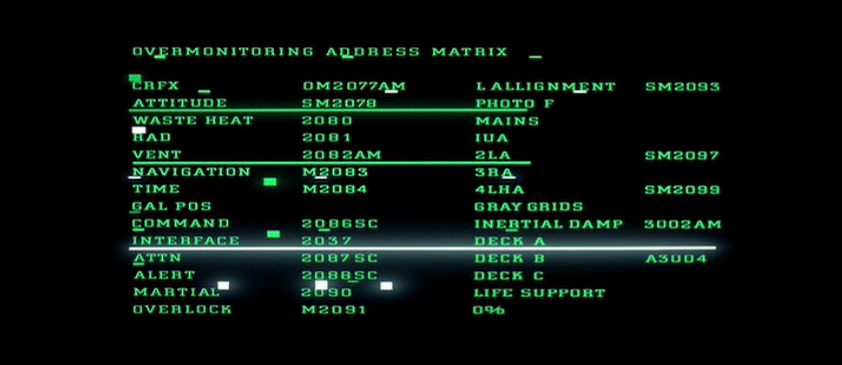 OVERMONITORING ADDRESS MATRIX
CRFX 0M2077AM L ALLIGNMENT SM2093
ATTITUDE SM2078 PHOTO F
WASTE HEAT 2080 MAINS
RAD 2081 IUA
VENT 2082AM 2LA SM2097
NAVIGATION M2083 3RA
TIME M2084 4LHA SM2099
GAL POS GRAY GRIDS
COMMAND 2086SC INERTIAL DAMP 3002AM
INTERFACE 2037 DECK A
ATTN 2087SC DECK B A3004
ALERT 2088SC DECK C
MARTIAL 2090 LIFE SUPPORT
OVERLOCK M2091 0%